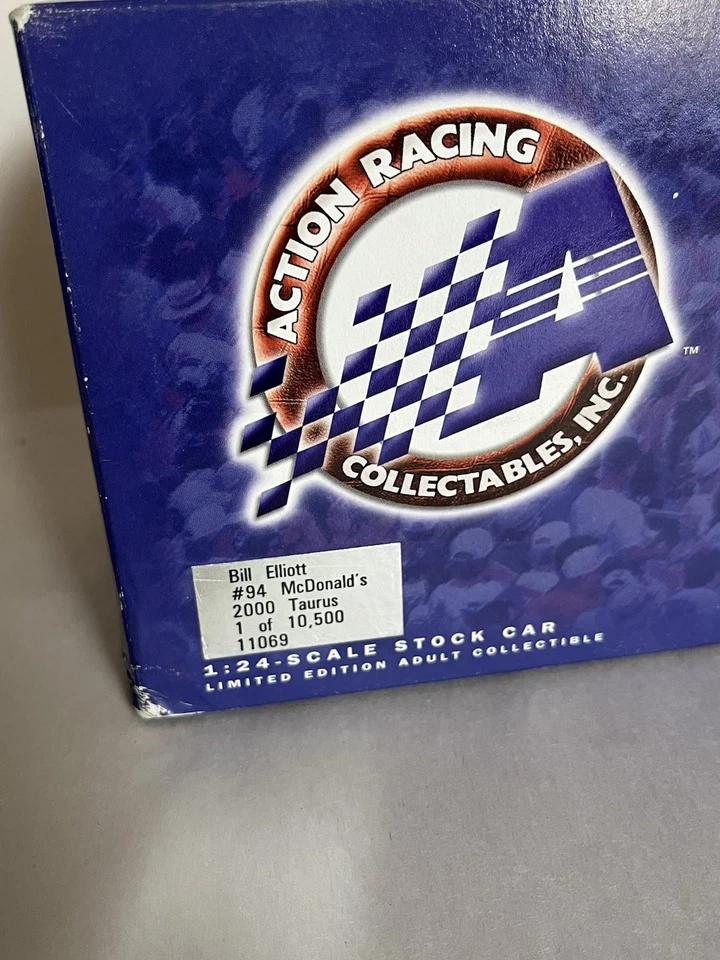 ACTION RACING
A
TM
COLLECTABLES, INC.
Bill Elliott
#94 McDonald's
2000 Taurus
1 of 10,500
11069
1:24-SCALE STOCK CAR
LIMITED EDITION ADULT COLLECTIBLE